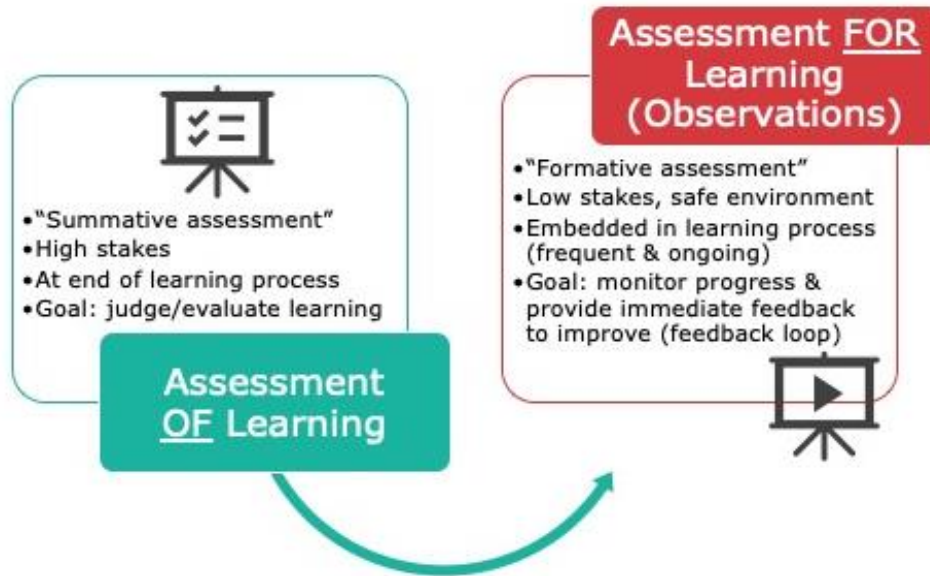 •“Summative assessment”
•High stakes
•At end of learning process
•Goal: judge/evaluate learning
Assessment
OF Learning
Assessment FOR
Learning
(Observations)
•“Formative assessment”
•Low stakes, safe environment
•Embedded in learning process
(frequent & ongoing)
•Goal: monitor progress &
provide immediate feedback
to improve (feedback loop)